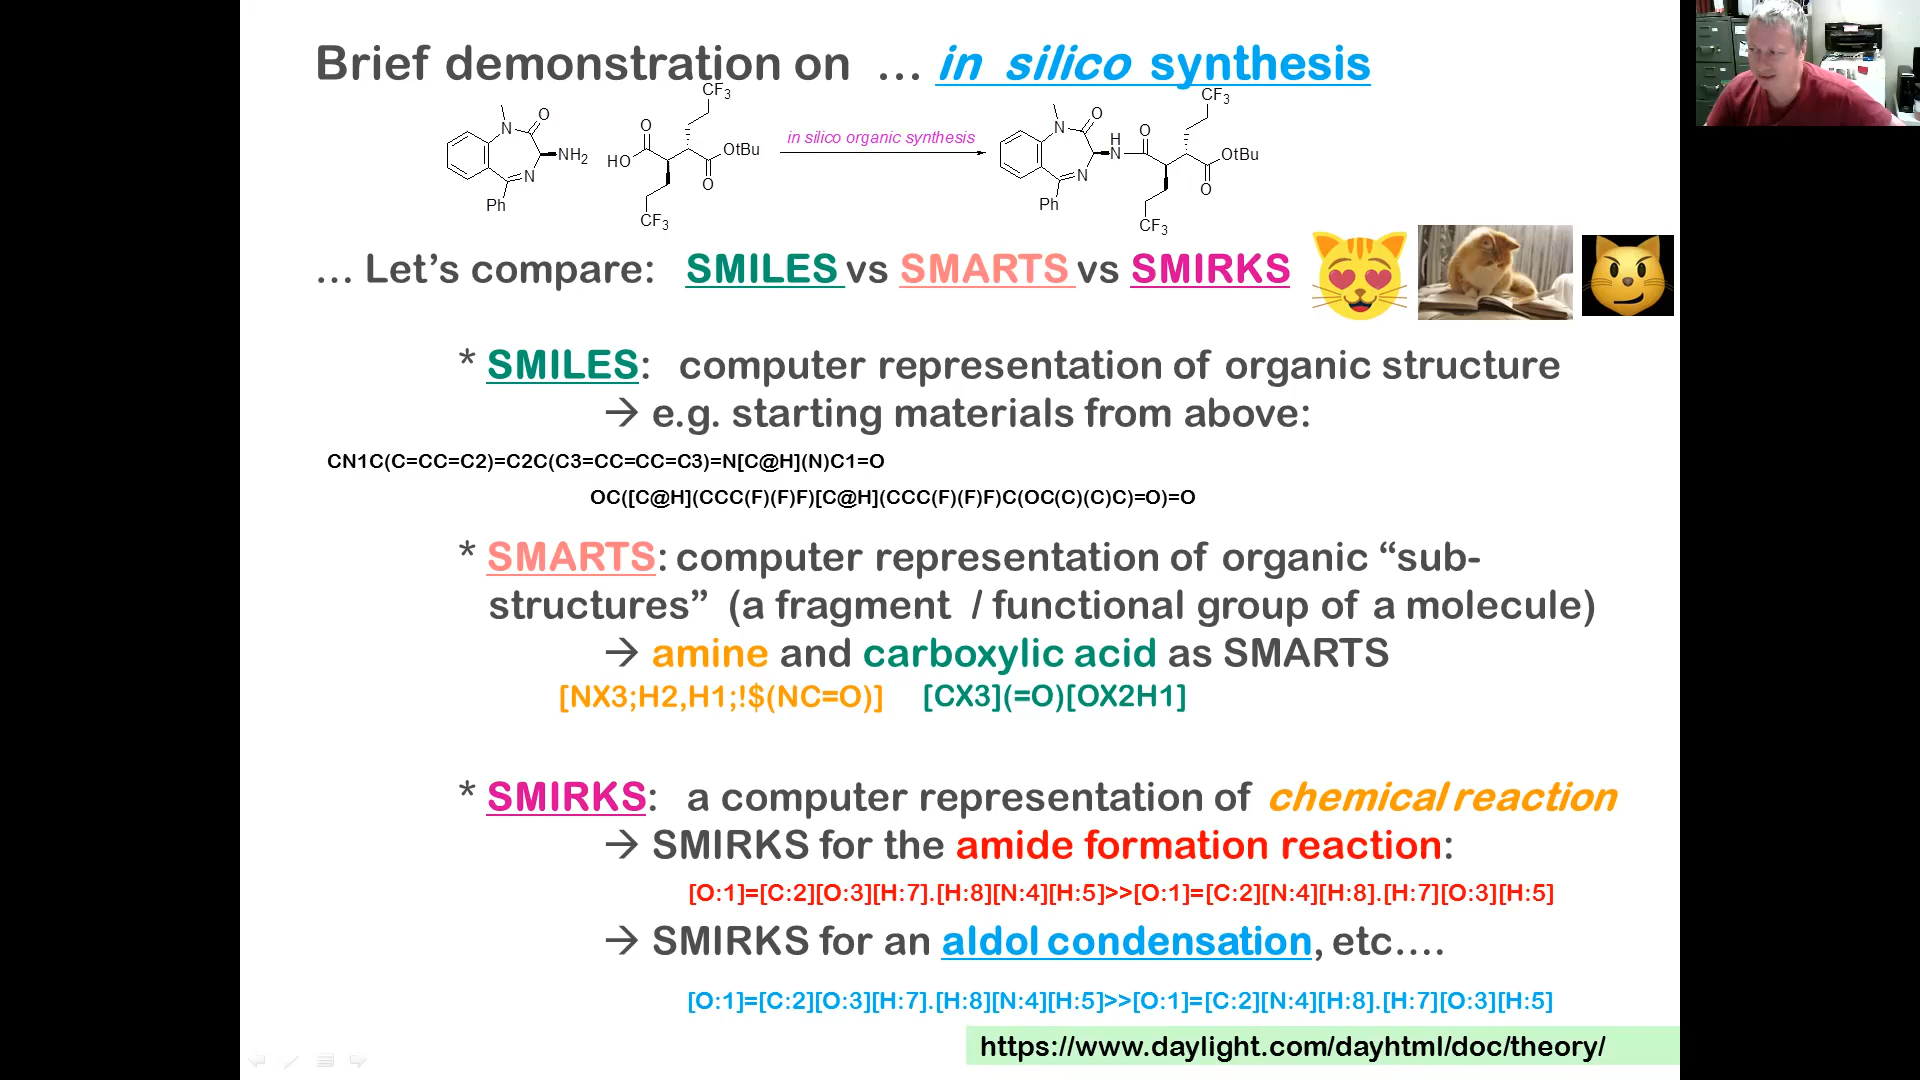 Brief demonstration on … in silico synthesis
CF3
CF3
N
O
NH2
N
Ph
O
HO
OtBu
O
CF3
in silico organic synthesis
N
O
H
N
O
N
Ph
OtBu
O
CF3
… Let's compare: SMILES vs SMARTS vs SMIRKS
* SMILES: computer representation of organic structure
→ e.g. starting materials from above:
CN1C(C=CC=C2)=C2C(C3=CC=CC=C3)=N[C@H](N)C1=O
OC([C@H](CCC(F)(F)F)[C@H](CCC(F)(F)F)C(OC(C)(C)C)=O)=O
* SMARTS: computer representation of organic “sub-
structures” (a fragment / functional group of a molecule)
→ amine and carboxylic acid as SMARTS
[NX3;H2,H1;!$(NC=O)] [CX3](=O)[OX2H1]
* SMIRKS: a computer representation of chemical reaction
→ SMIRKS for the amide formation reaction:
[O:1]=[C:2][O:3][H:7].[H:8][N:4][H:5]>>[O:1]=[C:2][N:4][H:8].[H:7][O:3][H:5]
→ SMIRKS for an aldol condensation, etc….
[O:1]=[C:2][O:3][H:7].[H:8][N:4][H:5]>>[O:1]=[C:2][N:4][H:8].[H:7][O:3][H:5]
https://www.daylight.com/dayhtml/doc/theory/